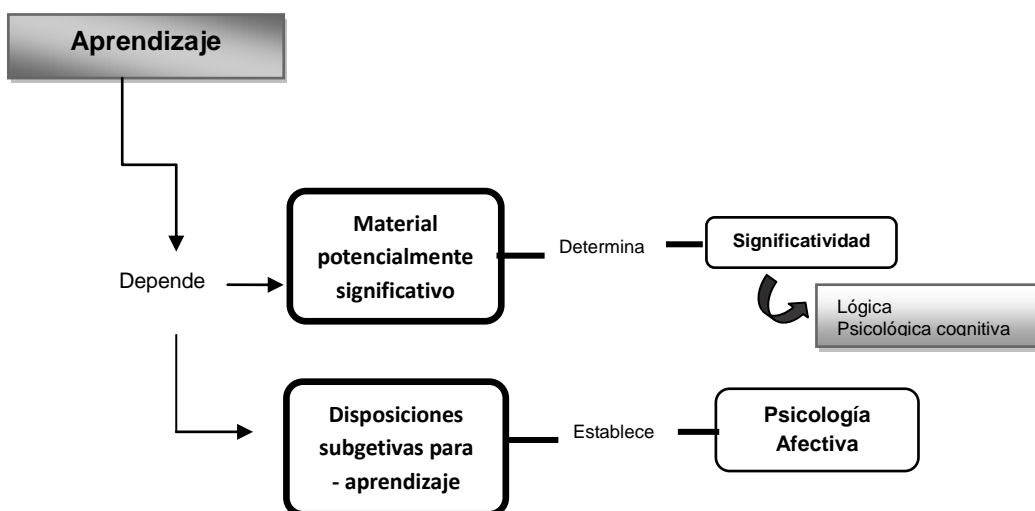 Aprendizaje
Depende
Material
potencialmente
significativo
Determina
Significatividad
Lógica
Psicológica cognitiva
Disposiciones
subgetivas para
- aprendizaje
Establece
Psicología
Afectiva